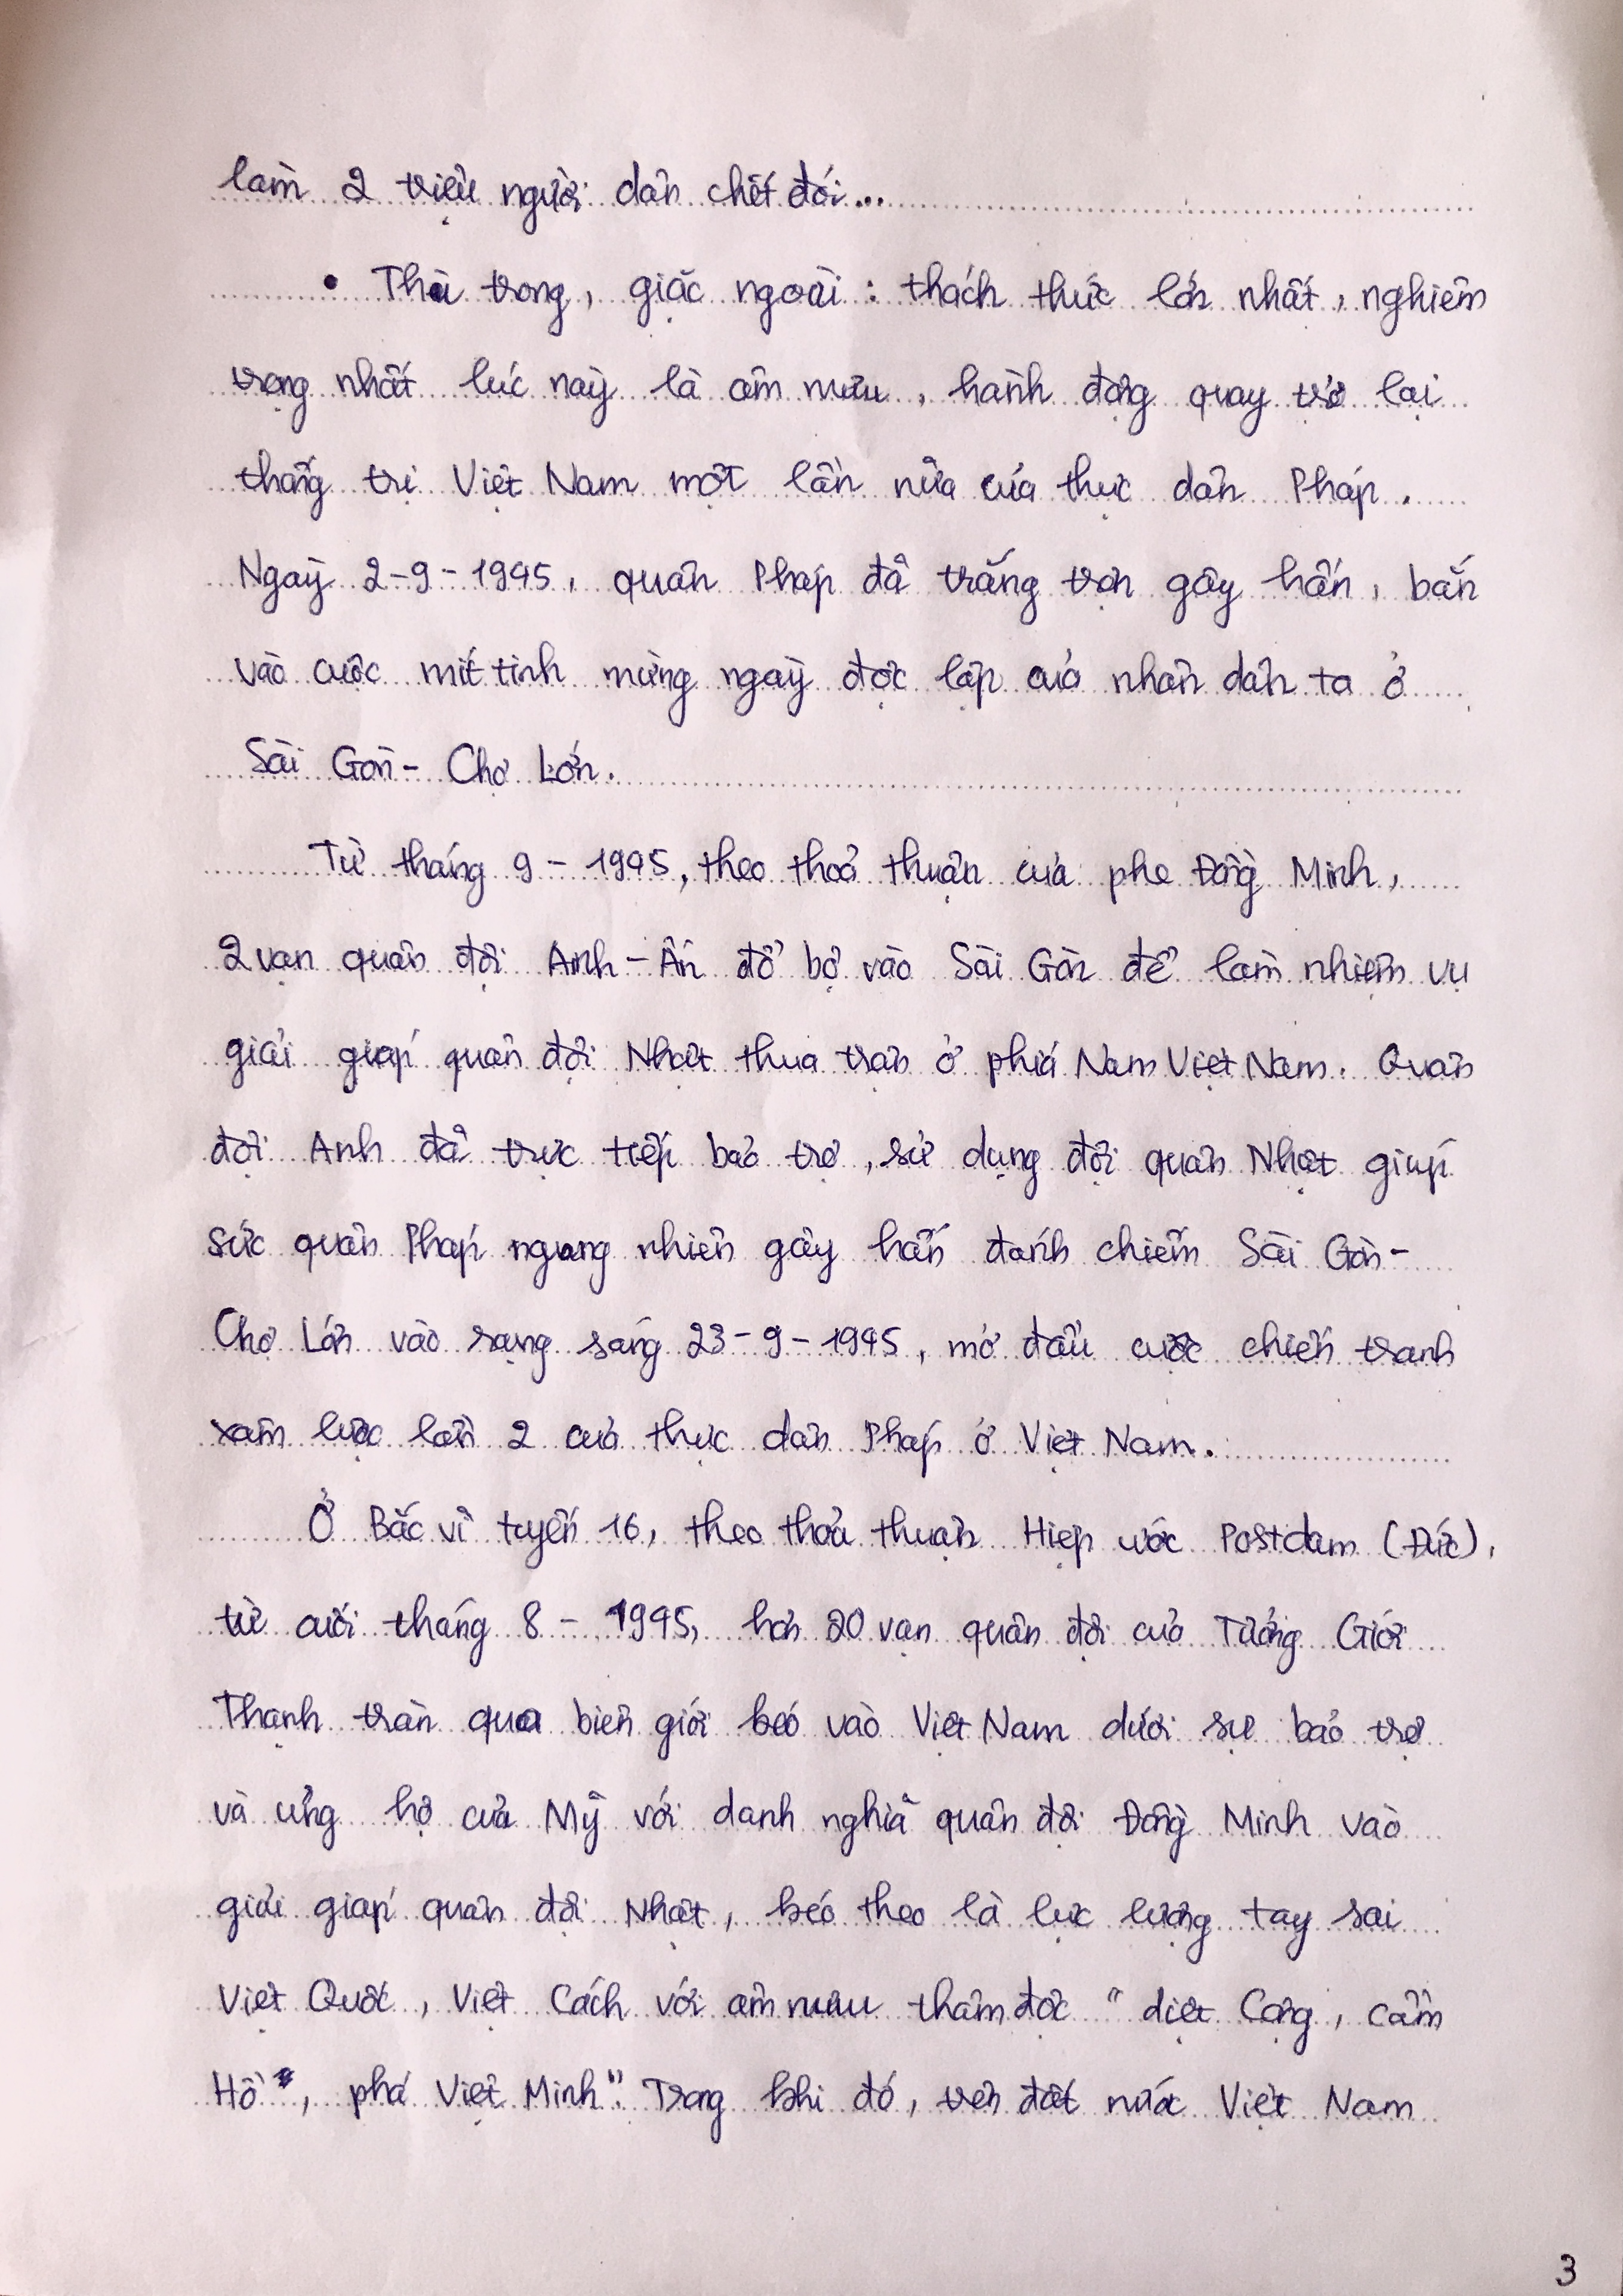 làm 2 triệu người dân chết đói...
• Thù trong, giặc ngoài : thách thức lớn nhất, nghiêm
trọng nhất lúc này là âm mưu, hành động quay trở lại
thống trị Việt Nam một lần nữa của thực dân Pháp.
Ngày 2-9-1945, quân Pháp đã trắng trợn gây hấn, bắn
vào cuộc mít tinh mừng ngày độc lập của nhân dân ta ở
Sài Gòn- Chợ Lớn.
Từ tháng 9-1945, theo thoả thuận của phe Đồng Minh,
2 vạn quân đội Anh-Ấn đổ bộ vào Sài Gòn để làm nhiệm vụ
giải giáp quân đội Nhật thua trận ở phía Nam Việt Nam. Quân
đội Anh đã trực tiếp bảo trợ, sử dụng đội quân Nhật giúp
sức quân Pháp ngang nhiên gây hấn đánh chiếm Sài Gòn-
Chợ Lớn vào rạng sáng 23-9-1945, mở đầu cuộc chiến tranh
xâm lược lần 2 của thực dân Pháp ở Việt Nam.
Ở Bắc vĩ tuyến 16, theo thỏa thuận Hiệp ước Postdam (Đức),
từ cuối tháng 8-1945, hơn 20 vạn quân đội của Tưởng Giới
Thạch tràn qua biên giới kéo vào Việt Nam dưới sự bảo trợ
và ủng hộ của Mỹ với danh nghĩa quân đội Đồng Minh vào
giải giáp quân đội Nhật, kéo theo là lực lượng tay sai
Việt Quốc, Việt Cách với âm mưu thâm độc "diệt Cộng, cầm
Hồ, phá Việt Minh". Trong khi đó, trên đất nước Việt Nam
3